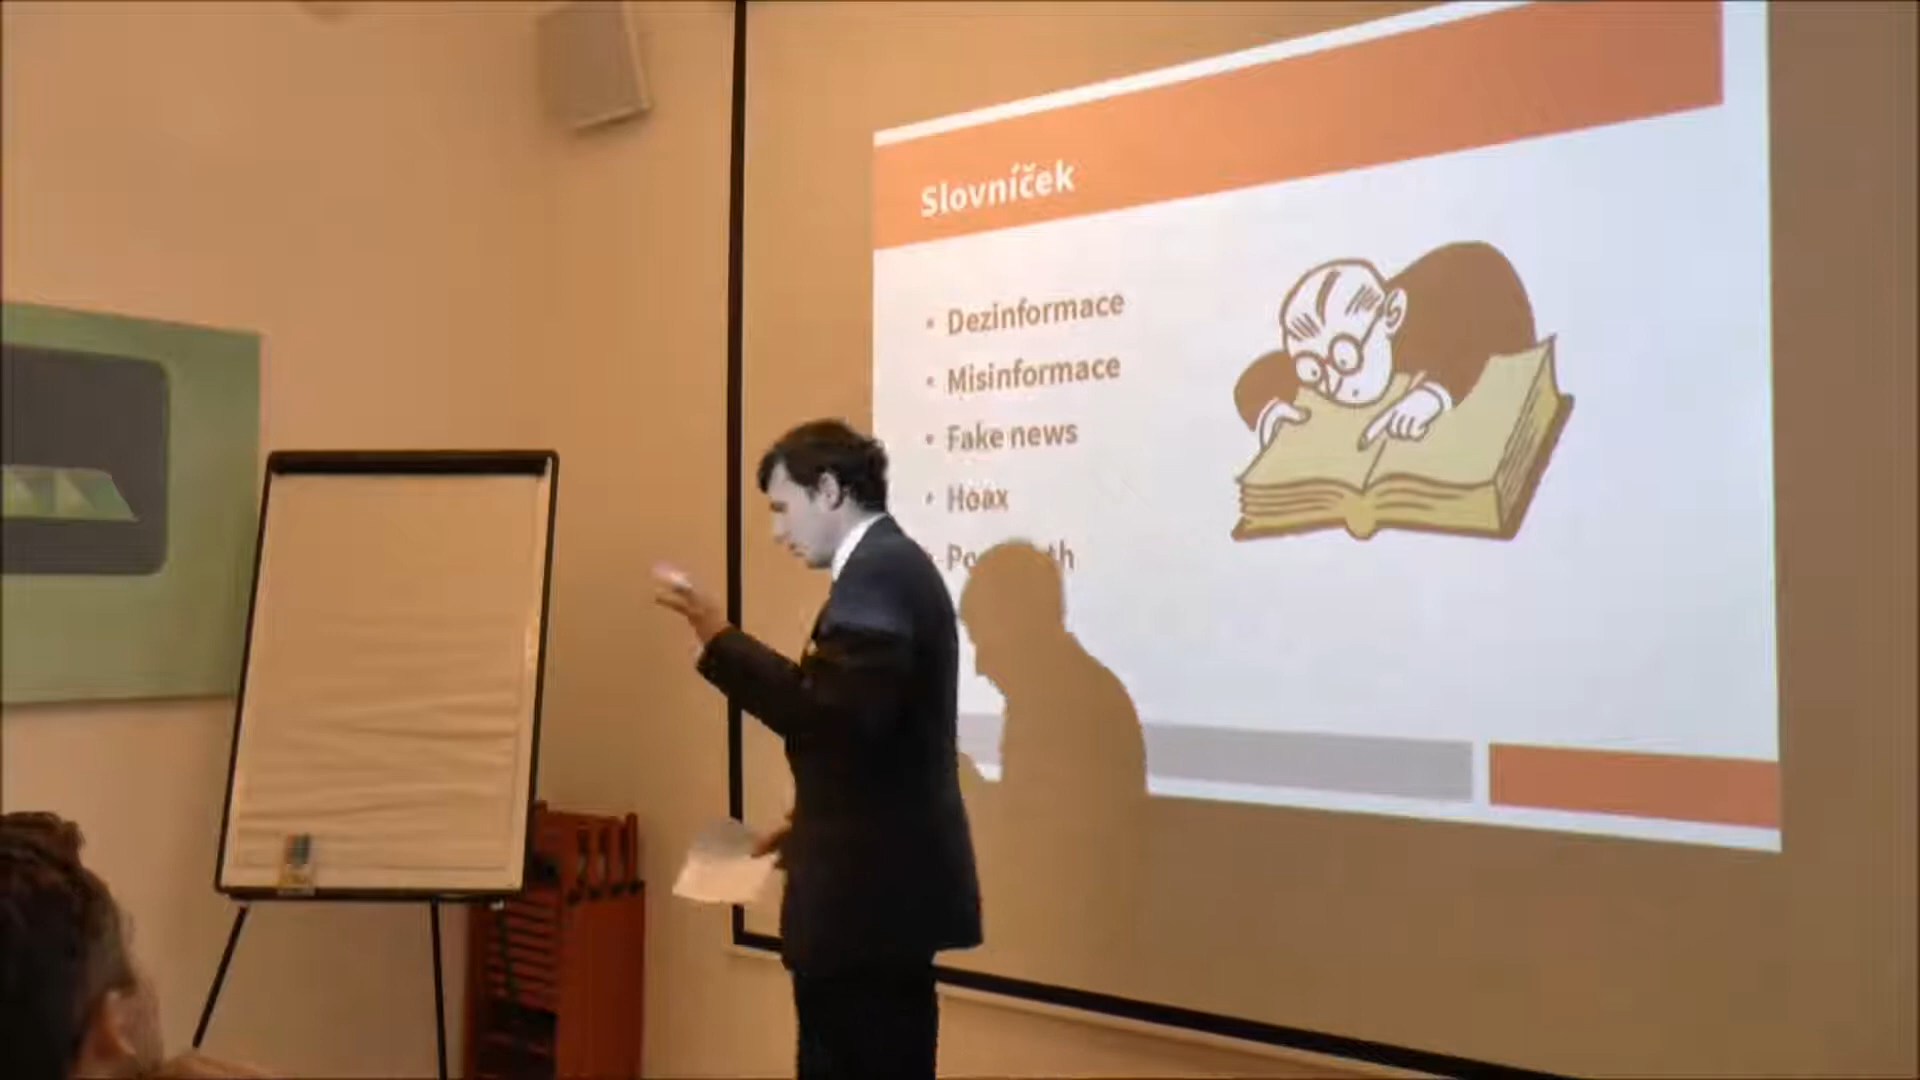 Slovníček
Dezinformace
Misinformace
Fake news
Hoax